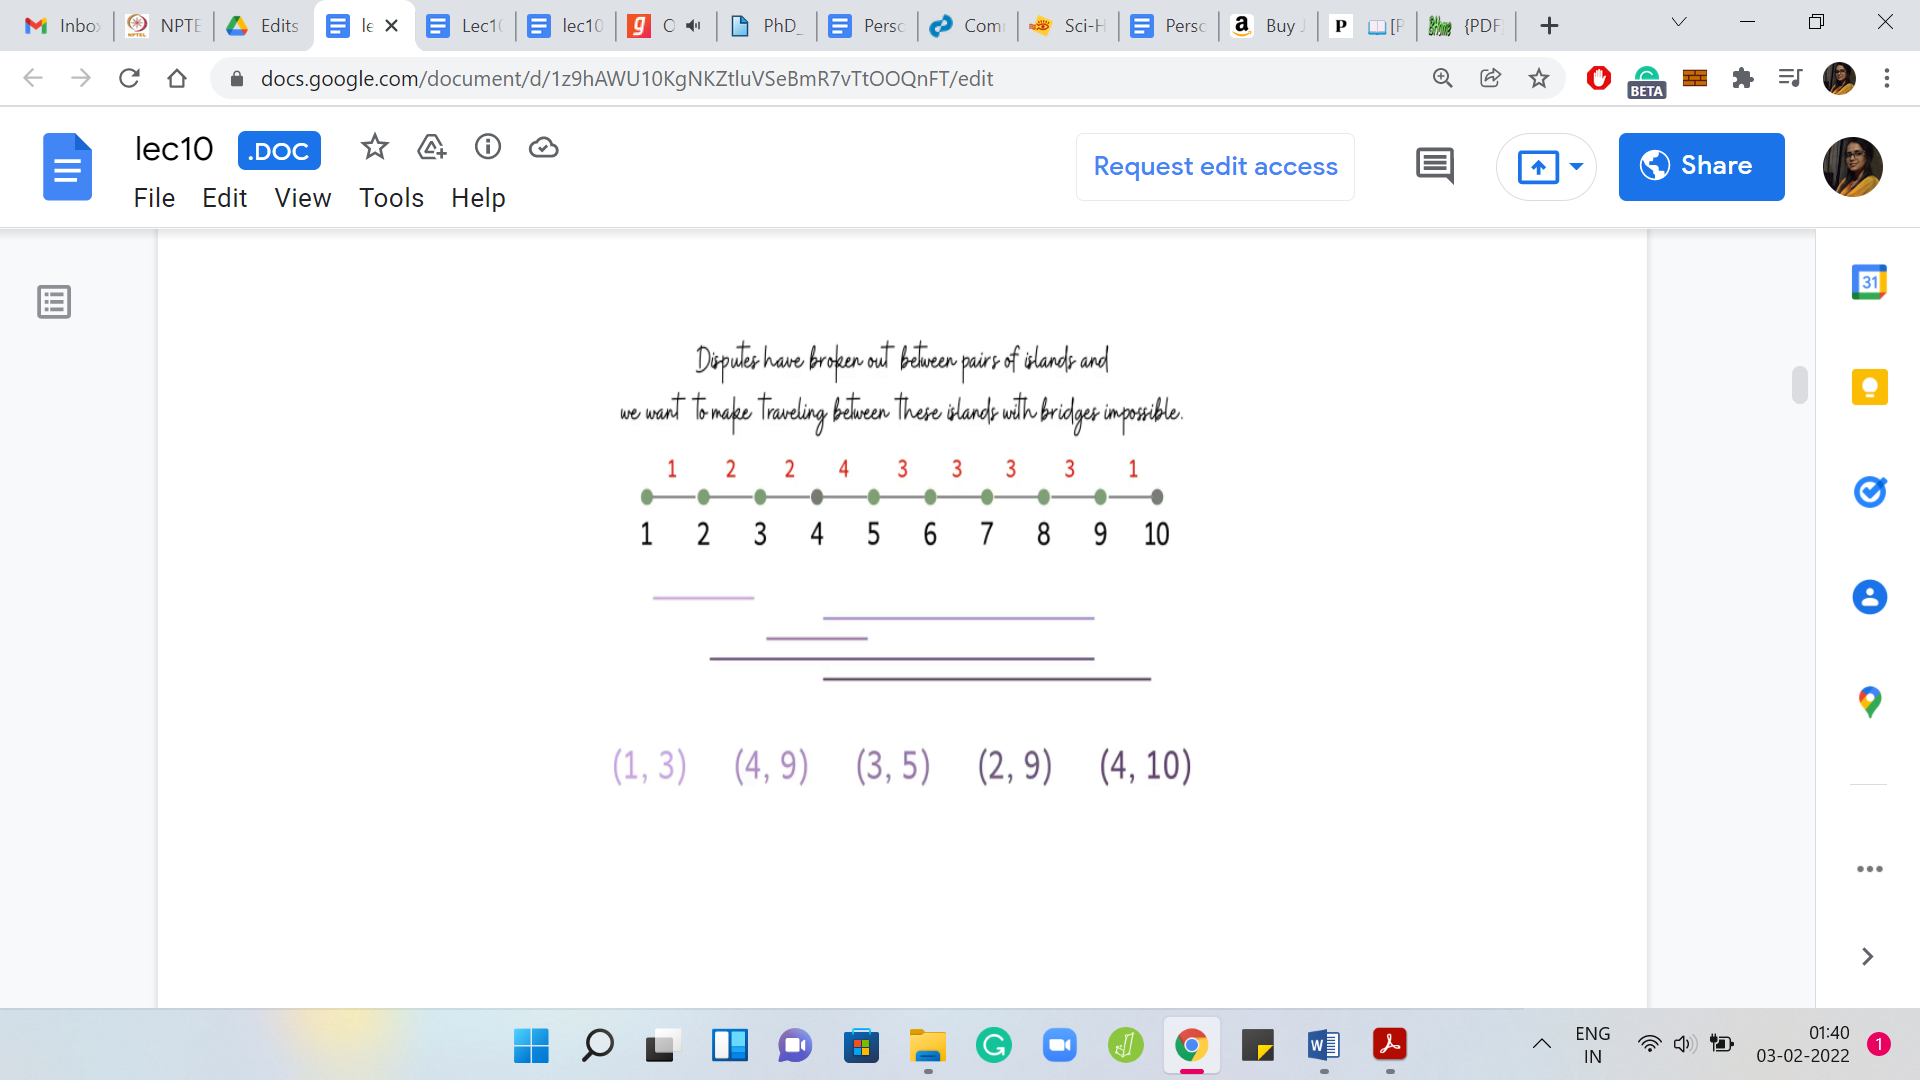 Inbo
NPTE
Edits
le
Lec1
lec10
O
PhD_
Perso
Com
Sci-H
Perso
Buy
[P
{PDF
docs.google.com/document/d/1z9hAWU10KgNKZtluVSeBmR7vTtOOQnFT/edit
BETA
lec10 .DOC
File Edit View Tools Help
Request edit access
Share
31
Disputes have broken out between pairs of islands and
we want to make traveling between these islands with bridges impossible.
1 2 2 4 3 3 3 3 1
1 2 3 4 5 6 7 8 9 10
(1, 3) (4, 9) (3, 5) (2, 9) (4, 10)
ENG
IN
01:40
03-02-2022
1